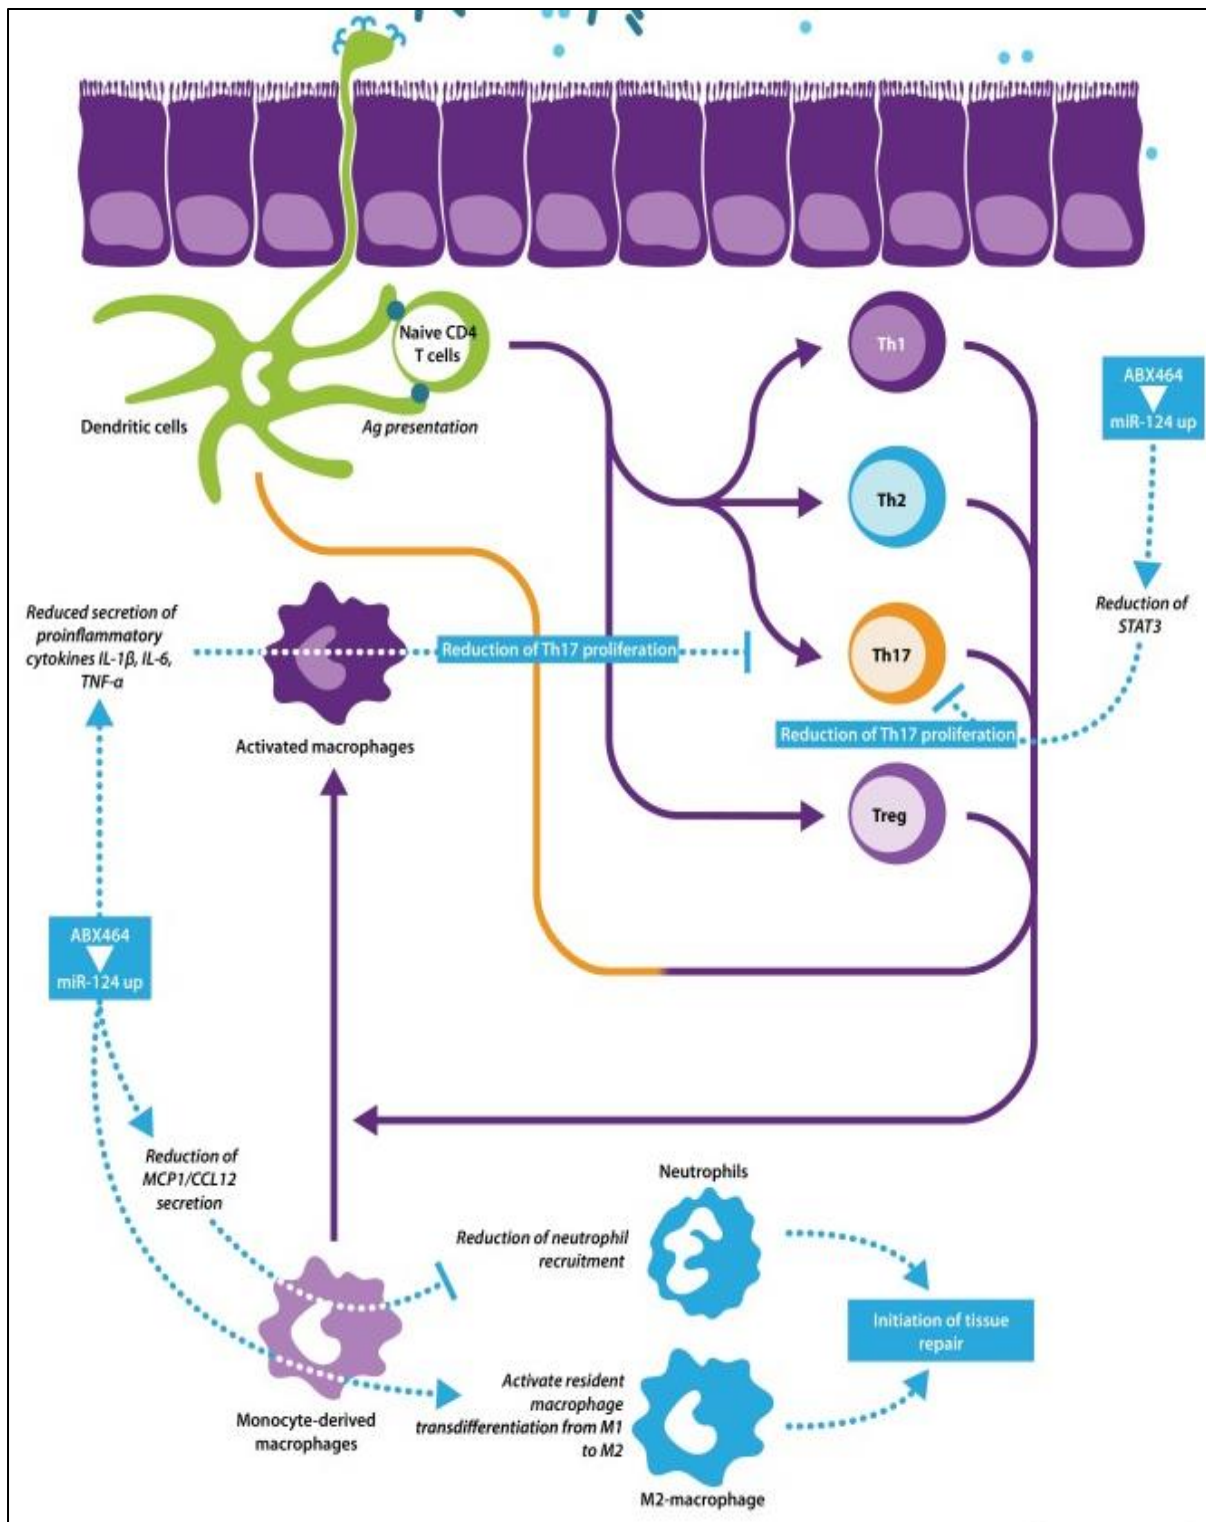 Naive CD4
T cells
Dendritic cells
Ag presentation
Th1
ABX464
miR-124 up
Th2
Reduction of
STAT3
Reduced secretion of
proinflammatory
cytokines IL-1β, IL-6,
TNF-α
Reduction of Th17 proliferation
Th17
Reduction of Th17 proliferation
Activated macrophages
Treg
ABX464
miR-124 up
Reduction of
MCP1/CCL12
secretion
Neutrophils
Reduction of neutrophil
recruitment
Initiation of tissue
repair
Activate resident
macrophage
transdifferentiation from M1
to M2
Monocyte-derived
macrophages
M2-macrophage